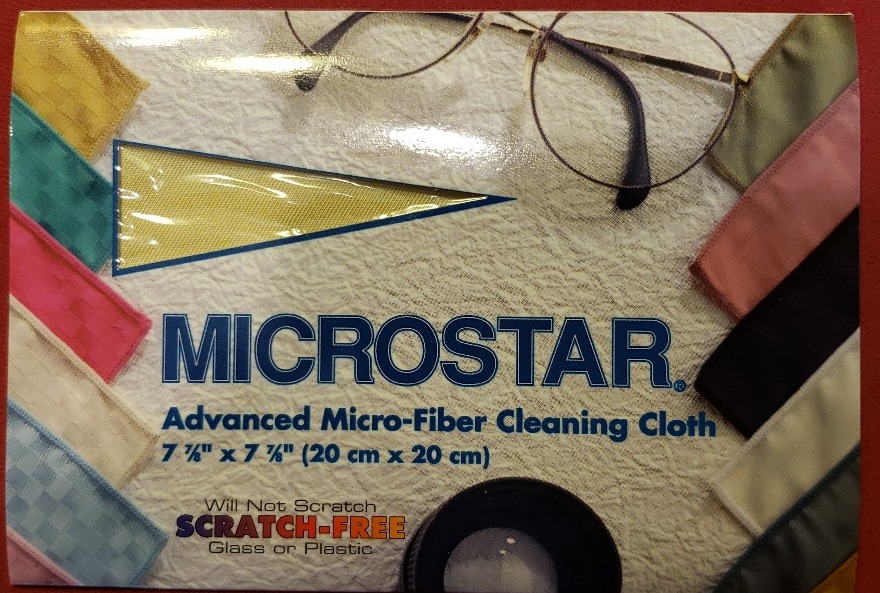 MICROSTAR®
Advanced Micro-Fiber Cleaning Cloth
7 ⅞" x 7 ⅞" (20 cm x 20 cm)
Will Not Scratch
SCRATCH-FREE
Glass or Plastic